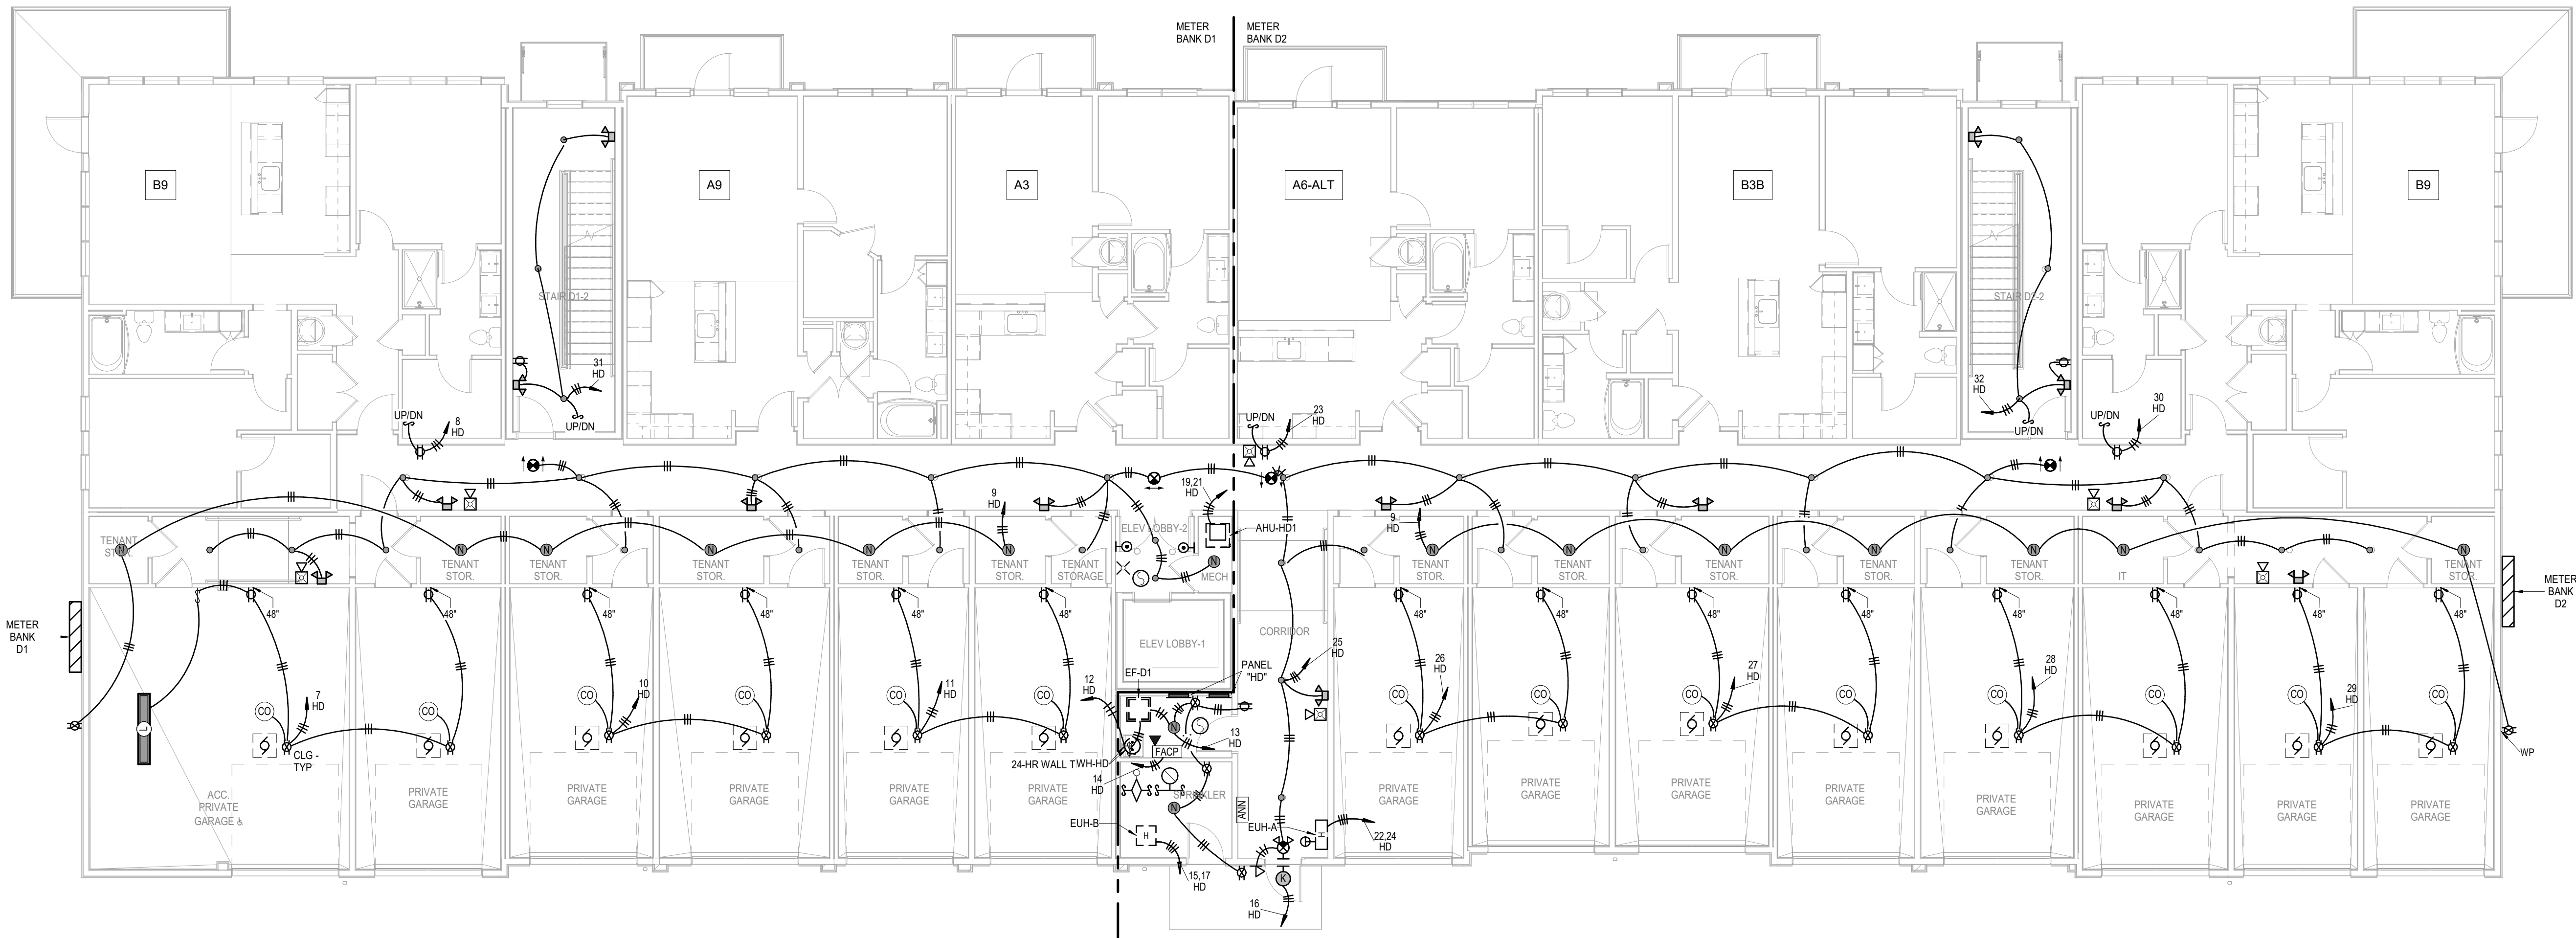 METER
BANK D1
METER
BANK D2
B9
A9
A3
A6-ALT
B3B
B9
STAIR D1-2
STAIR D2-2
31
HD
UP/DN
UP/DN
8
HD
UP/DN
23
HD
32
HD
UP/DN
UP/DN
30
HD
19,21
HD
9
HD
9
HD
ELEV LOBBY-2
AHU-HD1
MECH
TENANT
STOR.
N
N
TENANT
STOR.
N
TENANT
STOR.
N
TENANT
STOR.
N
TENANT
STOR.
N
TENANT
STOR.
TENANT
STORAGE
N
N
TENANT
STOR.
N
TENANT
STOR.
N
TENANT
STOR.
N
TENANT
STOR.
N
TENANT
STOR.
N
IT
N
TENANT
STOR.
48"
48"
48"
48"
48"
48"
48"
48"
48"
48"
48"
48"
48"
48"
METER
BANK
D1
METER
BANK
D2
ELEV LOBBY-1
CORRIDOR
EF-D1
PANEL
"HD"
25
HD
12
HD
13
HD
14
HD
N
FACP
24-HR WALL T
WH-HD
SPRINKLER
N
ANN
EUH-B
H
EUH-A
H
22,24
HD
15,17
HD
K
16
HD
CO
CO
CO
CO
CO
CO
CO
CO
CO
CO
CO
CO
CO
CO
7
HD
10
HD
11
HD
26
HD
27
HD
28
HD
29
HD
L
CLG -
TYP
WP
ACC.
PRIVATE
GARAGE
PRIVATE
GARAGE
PRIVATE
GARAGE
PRIVATE
GARAGE
PRIVATE
GARAGE
PRIVATE
GARAGE
PRIVATE
GARAGE
PRIVATE
GARAGE
PRIVATE
GARAGE
PRIVATE
GARAGE
PRIVATE
GARAGE
PRIVATE
GARAGE
PRIVATE
GARAGE
PRIVATE
GARAGE